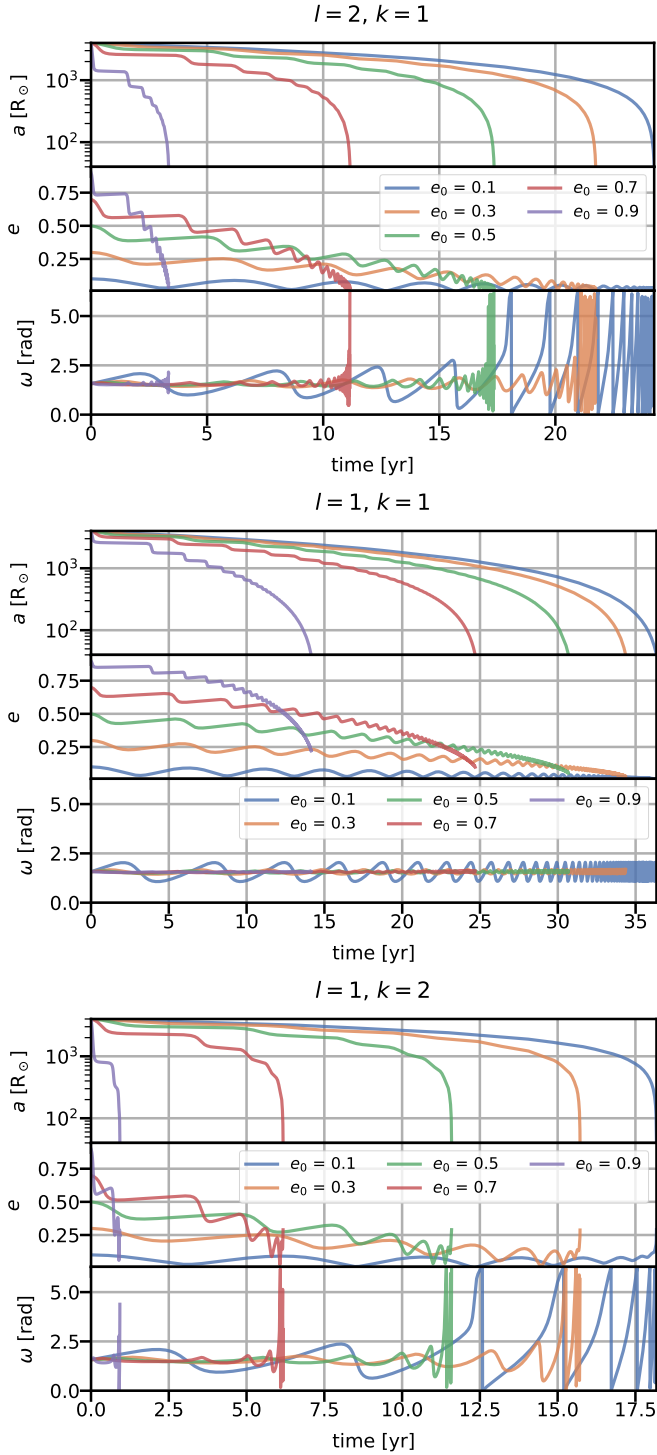 l = 2, k = 1
10³
10²
a [R⊙]
0.75
0.50
0.25
e
e₀ = 0.1 e₀ = 0.7
e₀ = 0.3 e₀ = 0.9
e₀ = 0.5
5.0
2.5
0.0
ω [rad]
0 5 10 15 20
time [yr]
l = 1, k = 1
10³
10²
a [R⊙]
0.75
0.50
0.25
e
5.0
2.5
0.0
ω [rad]
e₀ = 0.1 e₀ = 0.5 e₀ = 0.9
e₀ = 0.3 e₀ = 0.7
0 5 10 15 20 25 30 35
time [yr]
l = 1, k = 2
10³
10²
a [R⊙]
0.75
0.50
0.25
e
e₀ = 0.1 e₀ = 0.5 e₀ = 0.9
e₀ = 0.3 e₀ = 0.7
5.0
2.5
0.0
ω [rad]
0.0 2.5 5.0 7.5 10.0 12.5 15.0 17.5
time [yr]